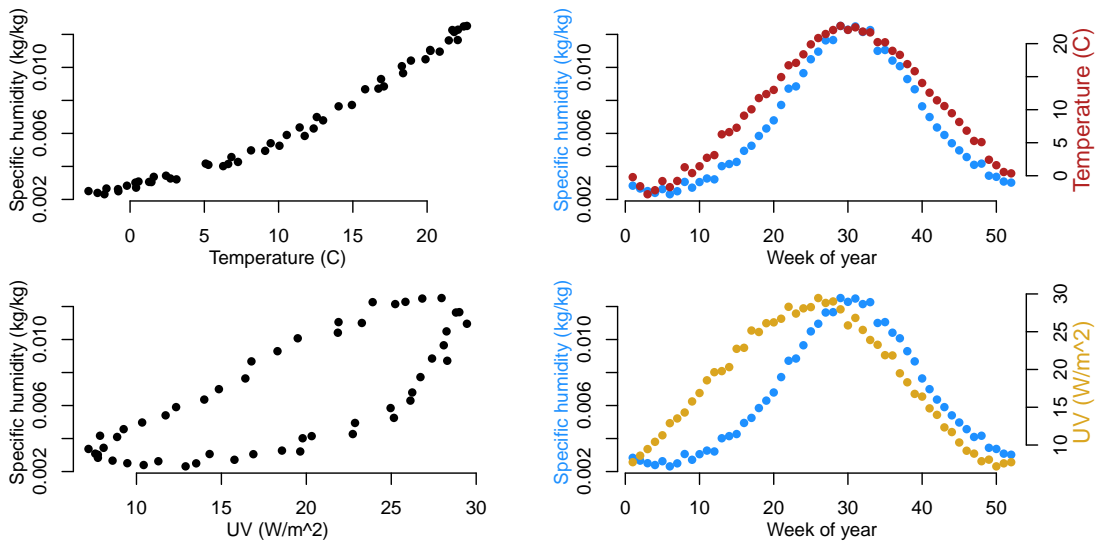 Specific humidity (kg/kg)
0.002 0.006 0.010
0 5 10 15 20
Temperature (C)
Specific humidity (kg/kg)
0.002 0.006 0.010
0 10 20 30 40 50
Week of year
0 5 10 15 20
Temperature (C)
Specific humidity (kg/kg)
0.002 0.006 0.010
10 15 20 25 30
UV (W/m^2)
Specific humidity (kg/kg)
0.002 0.006 0.010
0 10 20 30 40 50
Week of year
10 15 20 25 30
UV (W/m^2)